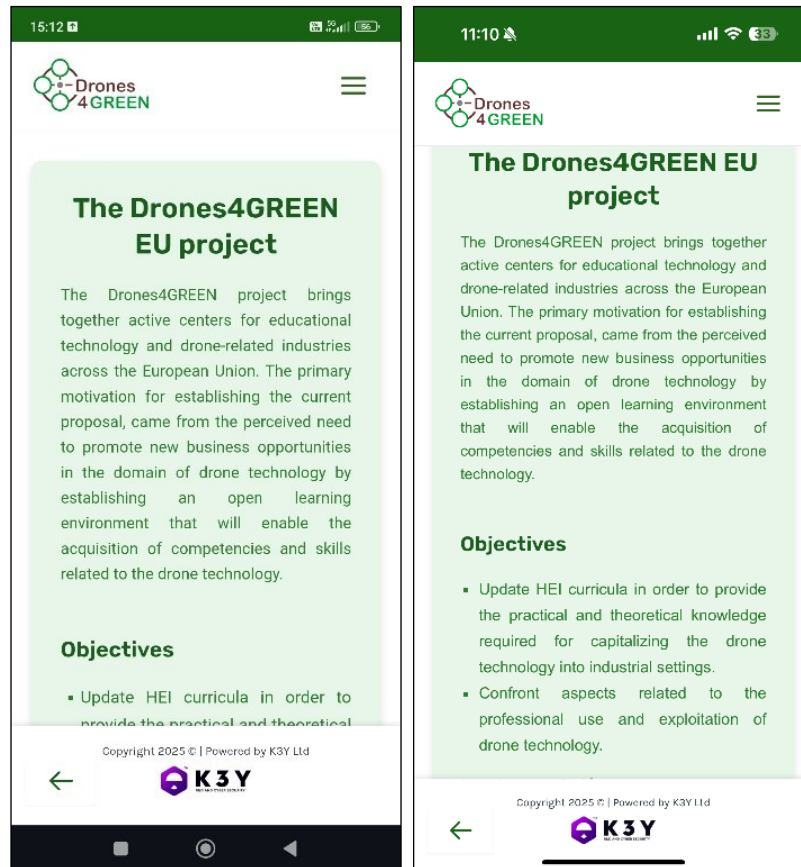 15:12
5G
56
Drones
4GREEN
The Drones4GREEN
EU project
The Drones4GREEN project brings
together active centers for educational
technology and drone-related industries
across the European Union. The primary
motivation for establishing the current
proposal, came from the perceived need
to promote new business opportunities
in the domain of drone technology by
establishing an open learning
environment that will enable the
acquisition of competencies and skills
related to the drone technology.
Objectives
▪ Update HEI curricula in order to
provide the practical and theoretical
Copyright 2025 © | Powered by K3Y Ltd
K3Y
11:10
33
Drones
4GREEN
The Drones4GREEN EU
project
The Drones4GREEN project brings together
active centers for educational technology and
drone-related industries across the European
Union. The primary motivation for establishing
the current proposal, came from the perceived
need to promote new business opportunities
in the domain of drone technology by
establishing an open learning environment
that will enable the acquisition of
competencies and skills related to the drone
technology.
Objectives
▪ Update HEI curricula in order to provide
the practical and theoretical knowledge
required for capitalizing the drone
technology into industrial settings.
▪ Confront aspects related to the
professional use and exploitation of
drone technology.
Copyright 2025 © | Powered by K3Y Ltd
K3Y